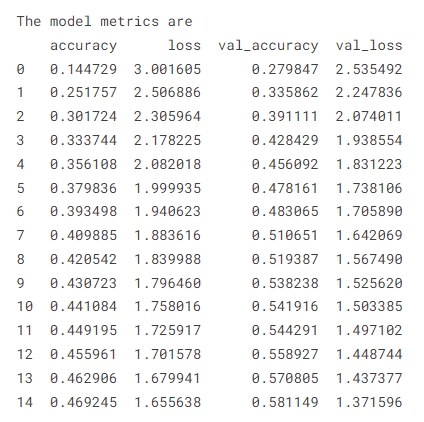 The model metrics are
accuracy loss val_accuracy val_loss
0 0.144729 3.001605 0.279847 2.535492
1 0.251757 2.506886 0.335862 2.247836
2 0.301724 2.305964 0.391111 2.074011
3 0.333744 2.178225 0.428429 1.938554
4 0.356108 2.082018 0.456092 1.831223
5 0.379836 1.999935 0.478161 1.738106
6 0.393498 1.940623 0.483065 1.705890
7 0.409885 1.883616 0.510651 1.642069
8 0.420542 1.839988 0.519387 1.567490
9 0.430723 1.796460 0.538238 1.525620
10 0.441084 1.758016 0.541916 1.503385
11 0.449195 1.725917 0.544291 1.497102
12 0.455961 1.701578 0.558927 1.448744
13 0.462906 1.679941 0.570805 1.437377
14 0.469245 1.655638 0.581149 1.371596